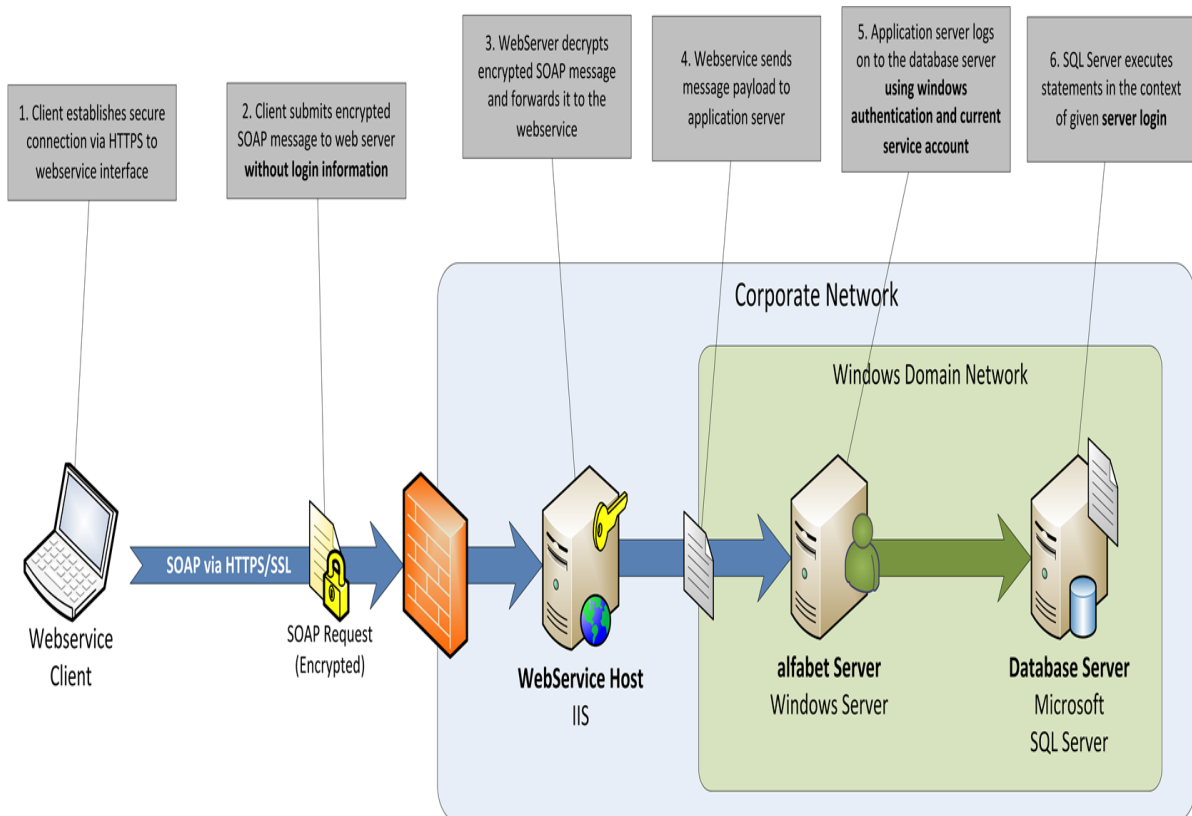 1. Client establishes secure
connection via HTTPS to
webservice interface
2. Client submits encrypted
SOAP message to web server
without login information
3. WebServer decrypts
encrypted SOAP message
and forwards it to the
webservice
4. Webservice sends
message payload to
application server
5. Application server logs
on to the database server
using windows
authentication and current
service account
6. SQL Server executes
statements in the context
of given server login
Corporate Network
Windows Domain Network
SOAP via HTTPS/SSL
Webservice
Client
SOAP Request
(Encrypted)
WebService Host
IIS
alfabet Server
Windows Server
Database Server
Microsoft
SQL Server